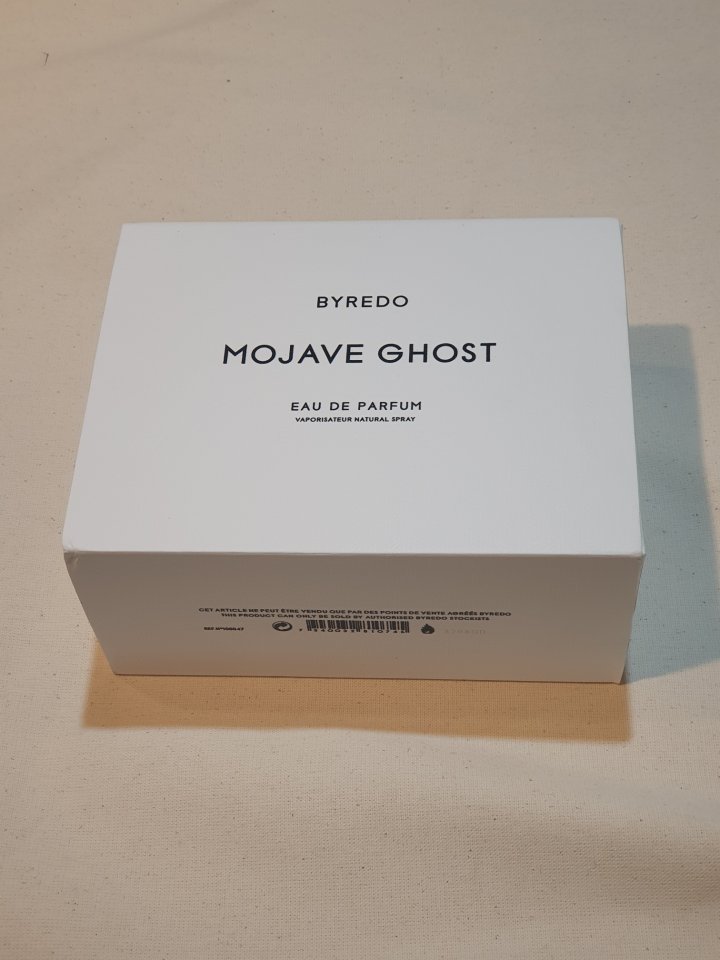 BYREDO
MOJAVE GHOST
EAU DE PARFUM
VAPORISATEUR NATURAL SPRAY
CET ARTICLE NE PEUT ÊTRE VENDU QUE PAR DES POINTS DE VENTE AGRÉÉS BYREDO
THIS PRODUCT CAN ONLY BE SOLD BY AUTHORISED BYREDO STOCKISTS